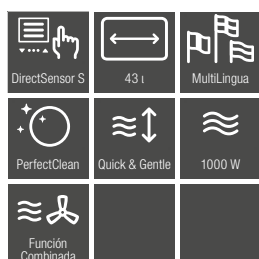 DirectSensor S
43 l
MultiLingua
PerfectClean
Quick & Gentle
1000 W
Función
Combinada